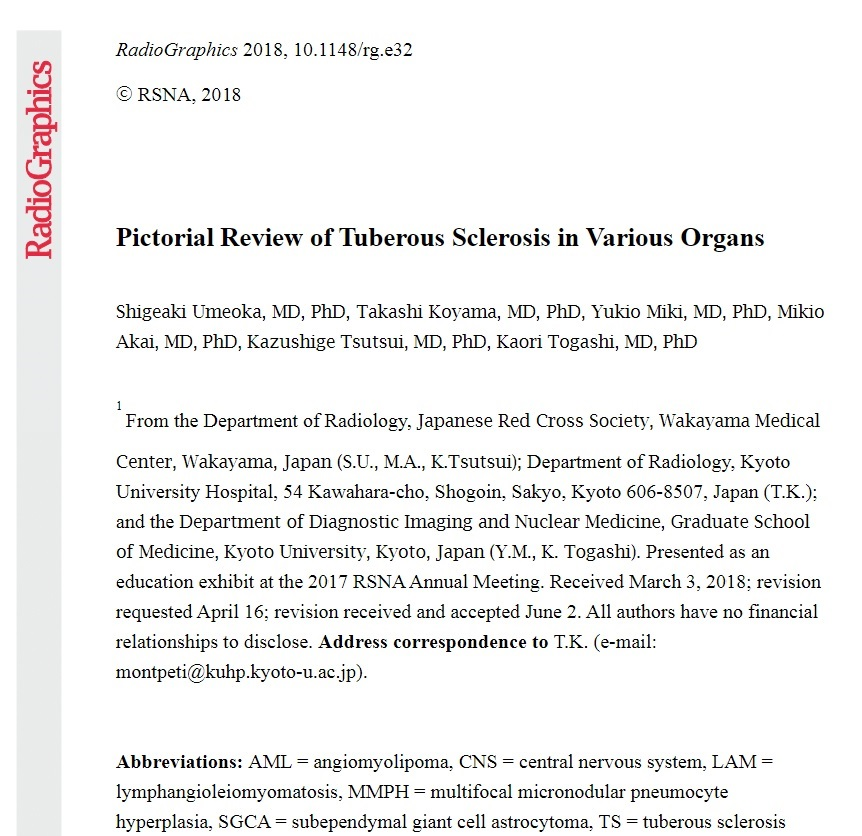 RadioGraphics
RadioGraphics 2018, 10.1148/rg.e32
© RSNA, 2018
Pictorial Review of Tuberous Sclerosis in Various Organs
Shigeaki Umeoka, MD, PhD, Takashi Koyama, MD, PhD, Yukio Miki, MD, PhD, Mikio
Akai, MD, PhD, Kazushige Tsutsui, MD, PhD, Kaori Togashi, MD, PhD
1 From the Department of Radiology, Japanese Red Cross Society, Wakayama Medical
Center, Wakayama, Japan (S.U., M.A., K.Tsutsui); Department of Radiology, Kyoto
University Hospital, 54 Kawahara-cho, Shogoin, Sakyo, Kyoto 606-8507, Japan (T.K.);
and the Department of Diagnostic Imaging and Nuclear Medicine, Graduate School
of Medicine, Kyoto University, Kyoto, Japan (Y.M., K. Togashi). Presented as an
education exhibit at the 2017 RSNA Annual Meeting. Received March 3, 2018; revision
requested April 16; revision received and accepted June 2. All authors have no financial
relationships to disclose. Address correspondence to T.K. (e-mail:
montpeti@kuhp.kyoto-u.ac.jp).
Abbreviations: AML = angiomyolipoma, CNS = central nervous system, LAM =
lymphangioleiomyomatosis, MMPH = multifocal micronodular pneumocyte
hyperplasia, SGCA = subependymal giant cell astrocytoma, TS = tuberous sclerosis